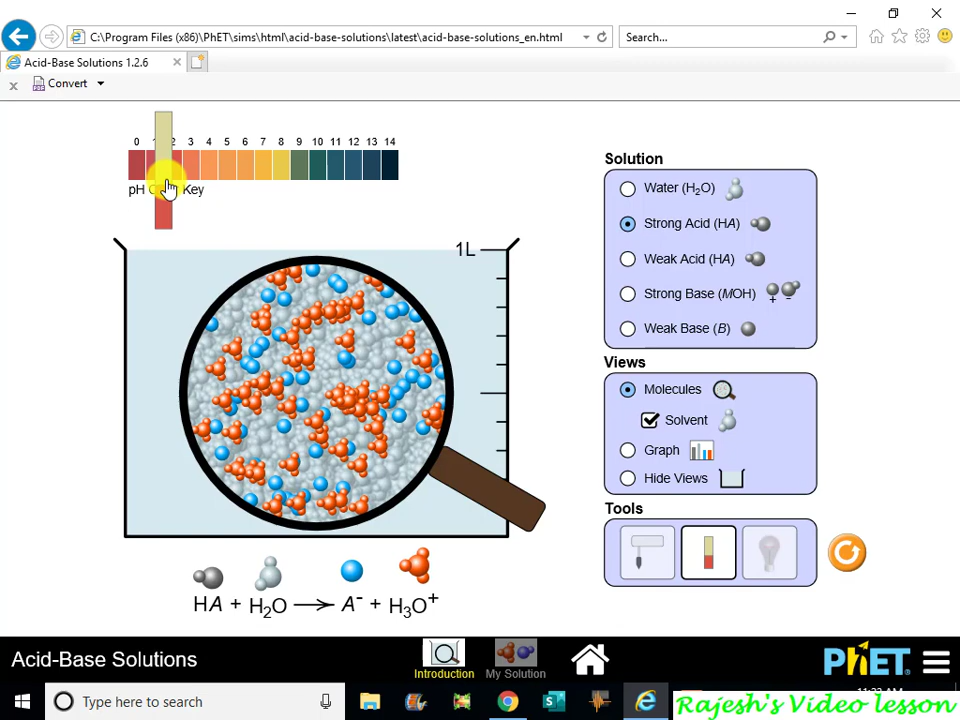 C:\Program Files (x86)\PhET\sims\html\acid-base-solutions\latest\acid-base-solutions_en.html
Search...
Acid-Base Solutions 1.2.6
x Convert
0 1 2 3 4 5 6 7 8 9 10 11 12 13 14
pH Key
1L
Solution
Water (H₂O)
Strong Acid (HA)
Weak Acid (HA)
Strong Base (MOH)
+ -
Weak Base (B)
Views
Molecules
Solvent
Graph
Hide Views
Tools
HA + H₂O → A⁻ + H₃O⁺
Acid-Base Solutions
Introduction
My Solution
PhET
Type here to search
Rajesh's Video lesson